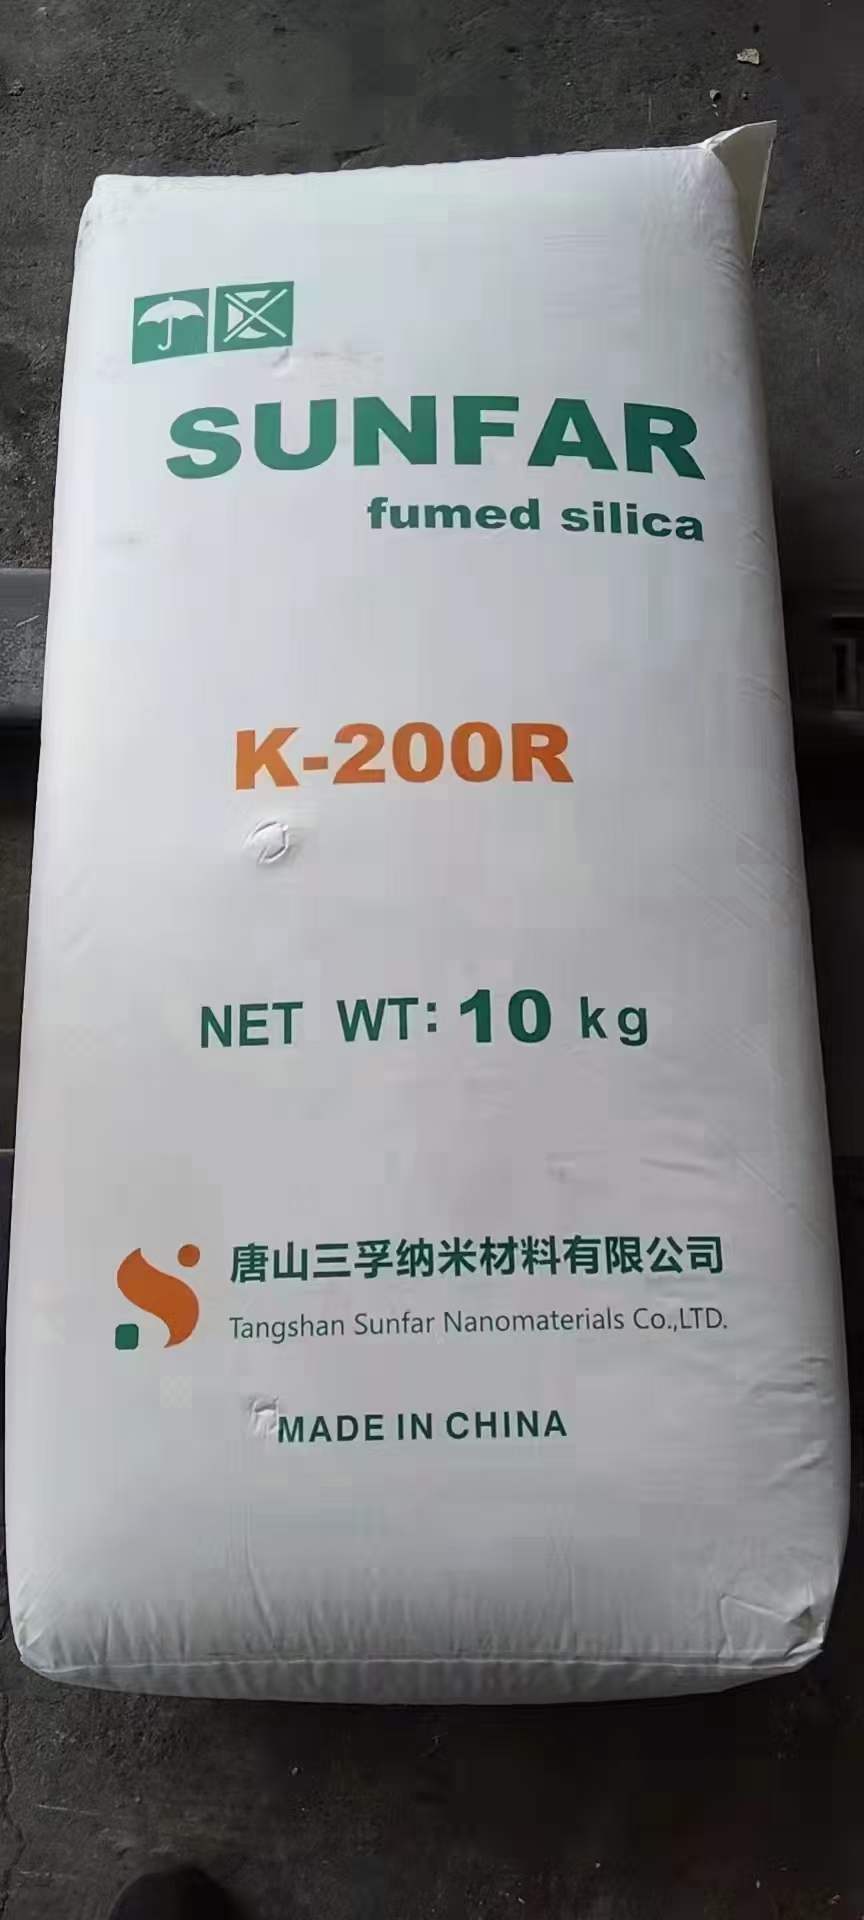 SUNFAR
fumed silica
K-200R
NET WT: 10 kg
唐山三孚纳米材料有限公司
Tangshan Sunfar Nanomaterials Co.,LTD.
MADE IN CHINA